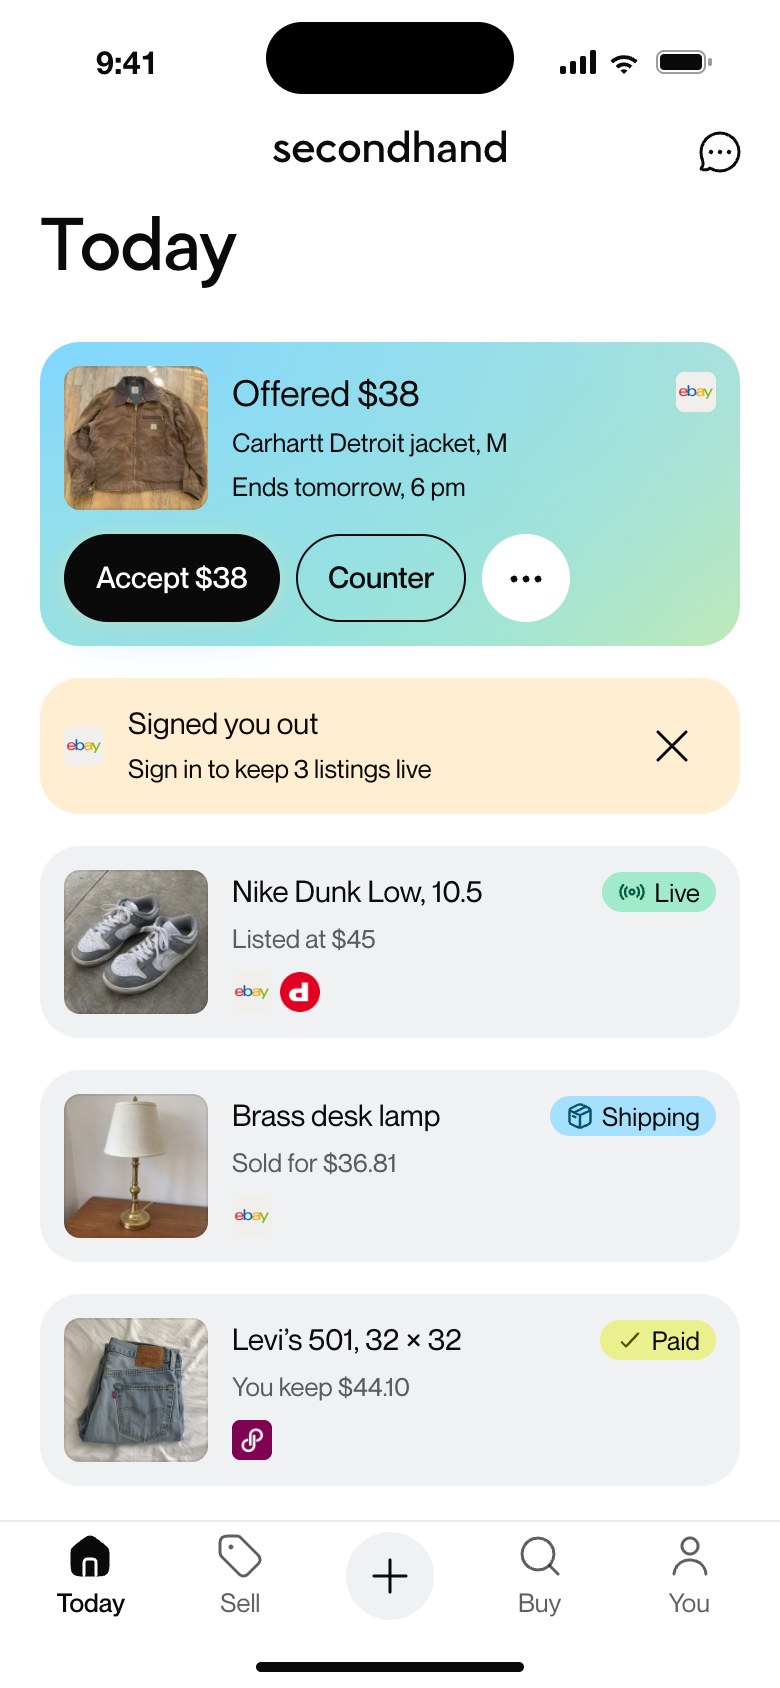 9:41
secondhand
Today
Offered $38
ebay
Carhartt Detroit jacket, M
Ends tomorrow, 6 pm
Accept $38
Counter
ebay
Signed you out
Sign in to keep 3 listings live
Nike Dunk Low, 10.5
Live
Listed at $45
ebay d
Brass desk lamp
Shipping
Sold for $36.81
ebay
Levi’s 501, 32 × 32
Paid
You keep $44.10
Today
Sell
Buy
You